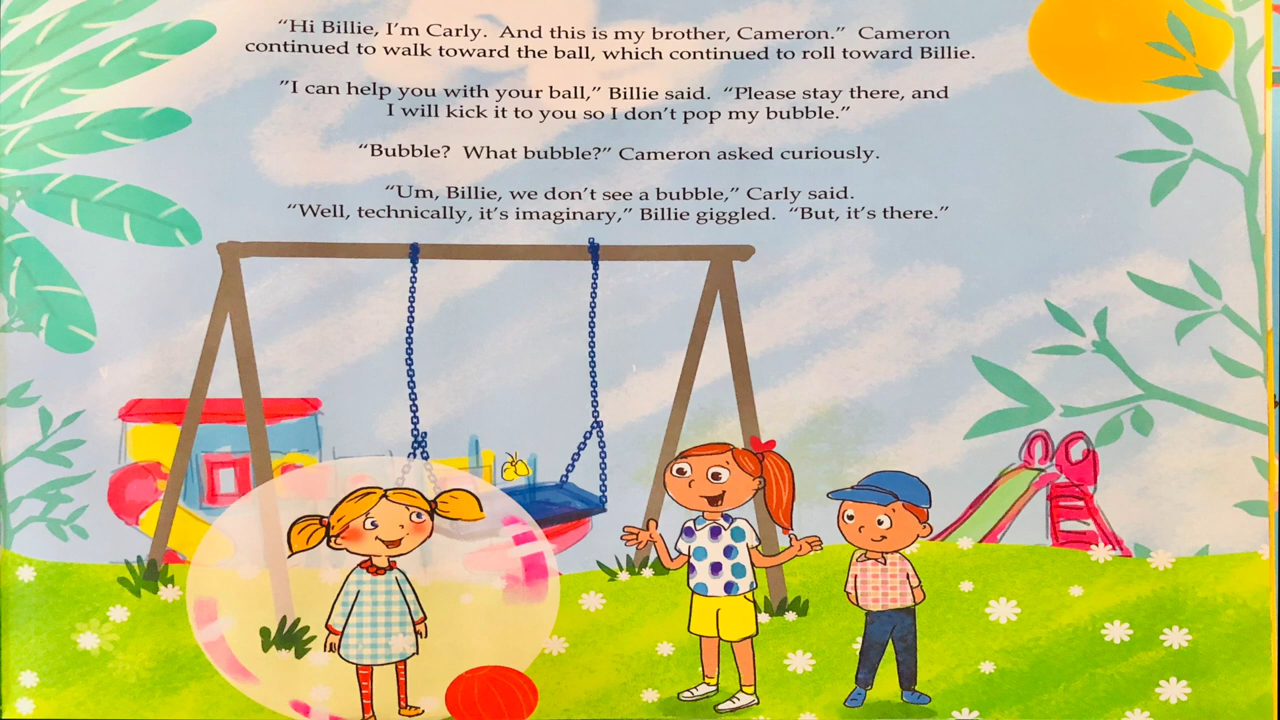 “Hi Billie, I’m Carly.  And this is my brother, Cameron.”  Cameron
continued to walk toward the ball, which continued to roll toward Billie.
”I can help you with your ball,” Billie said.  “Please stay there, and
I will kick it to you so I don’t pop my bubble.”
“Bubble?  What bubble?” Cameron asked curiously.
“Um, Billie, we don’t see a bubble,” Carly said.
“Well, technically, it’s imaginary,” Billie giggled.  “But, it’s there.”